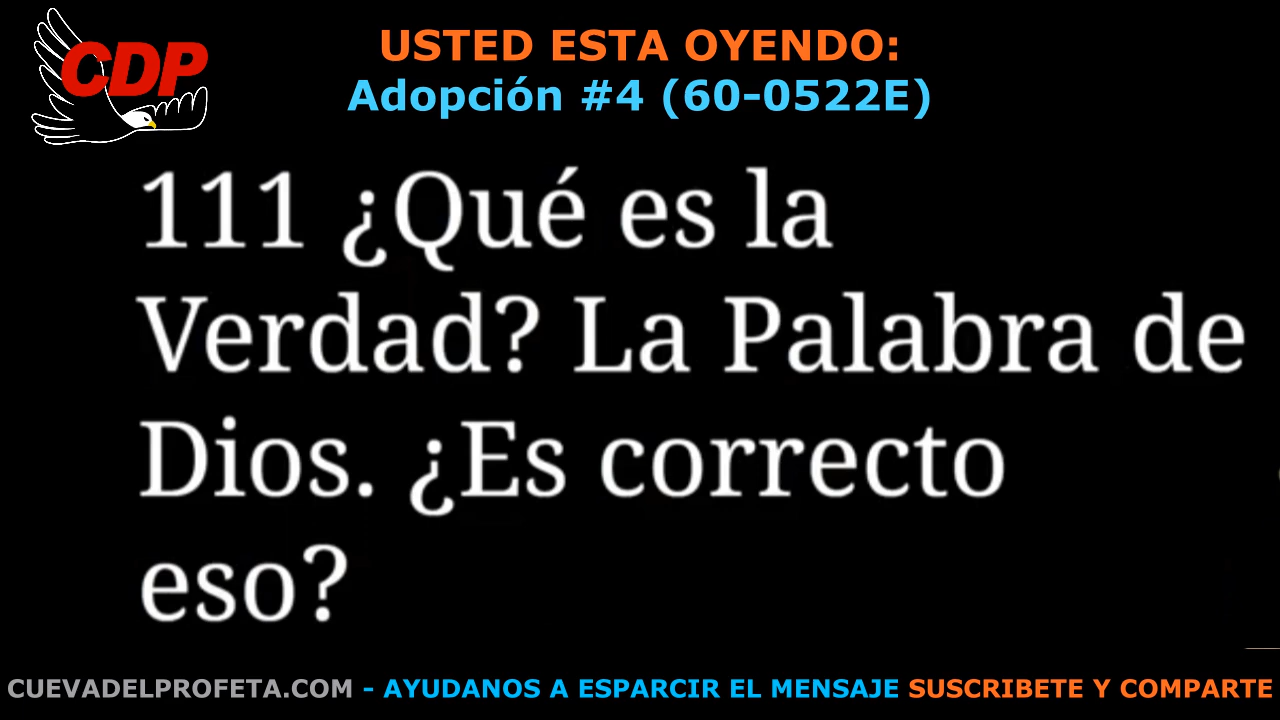 CDP
USTED ESTA OYENDO:
Adopción #4 (60-0522E)
111 ¿Qué es la
Verdad? La Palabra de
Dios. ¿Es correcto
eso?
CUEVADELPROFETA.COM - AYUDANOS A ESPARCIR EL MENSAJE SUSCRIBETE Y COMPARTE